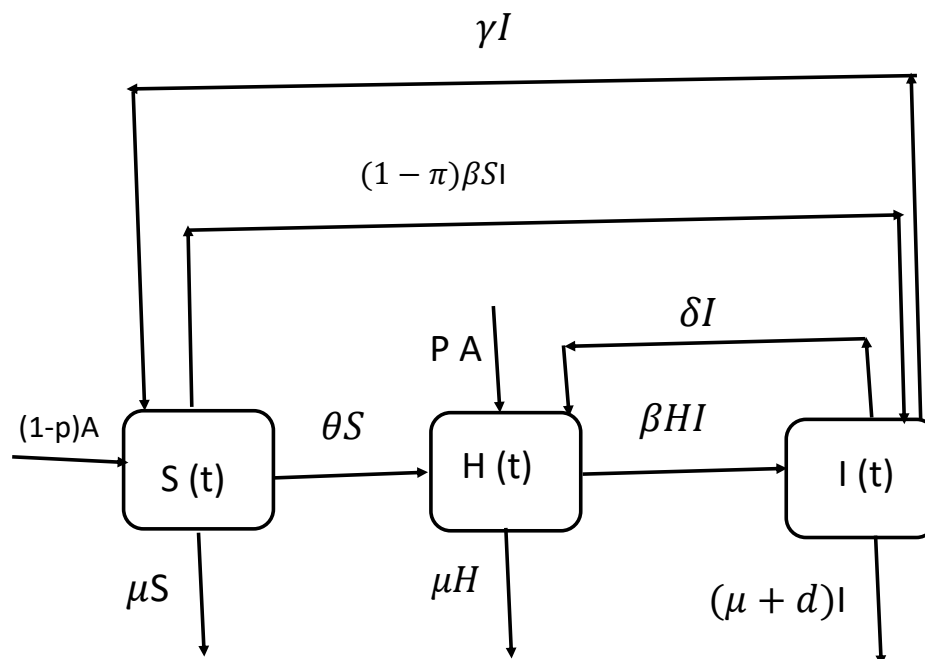 γI
(1 − π)βSI
δI
P A
(1-p)A
θS
βHI
S (t)
H (t)
I (t)
μS
μH
(μ + d)I